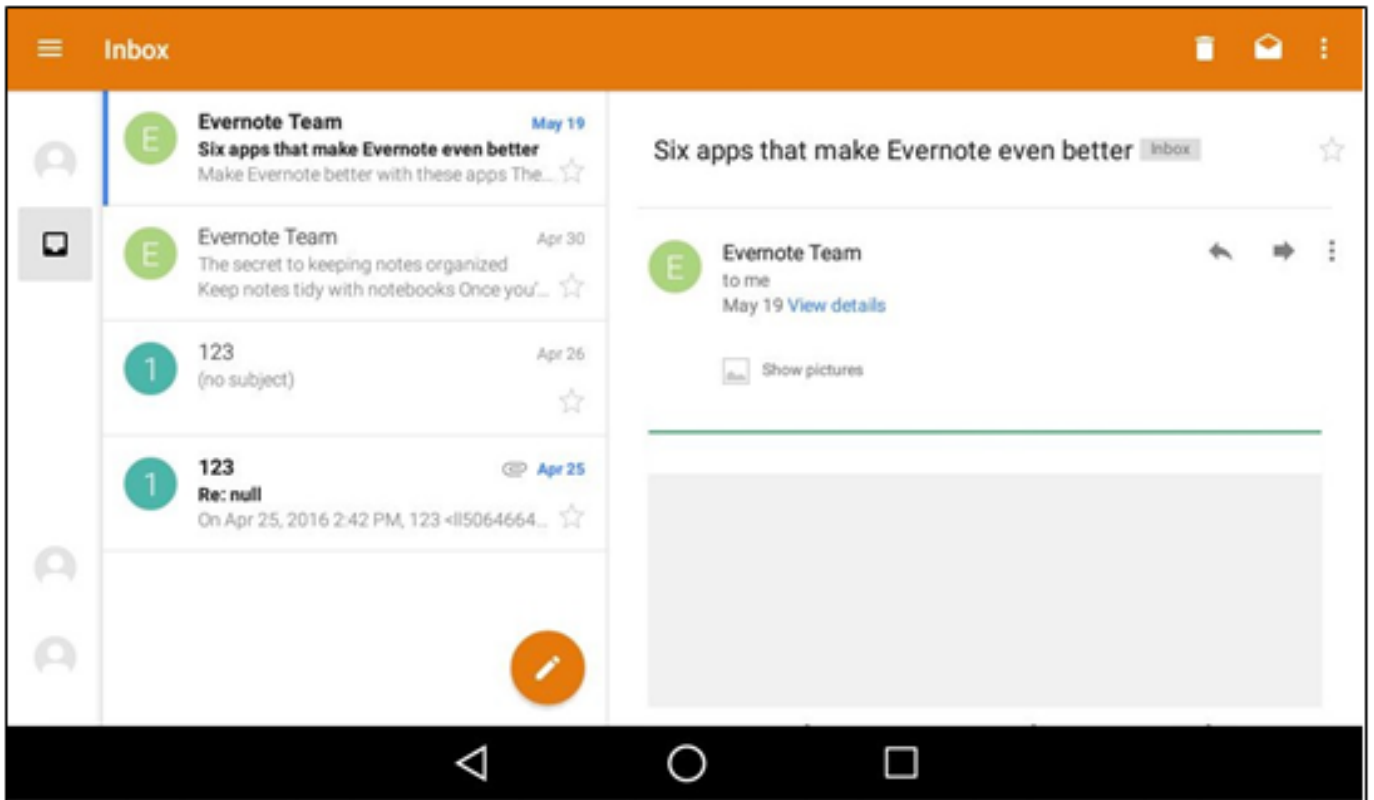 Inbox
E
Evernote Team May 19
Six apps that make Evernote even better
Make Evernote better with these apps The...
E
Evernote Team Apr 30
The secret to keeping notes organized
Keep notes tidy with notebooks Once you'...
1
123 Apr 26
(no subject)
1
123 Apr 25
Re: null
On Apr 25, 2016 2:42 PM, 123 <ll5064664...
Six apps that make Evernote even better Inbox
E
Evernote Team
to me
May 19 View details
Show pictures